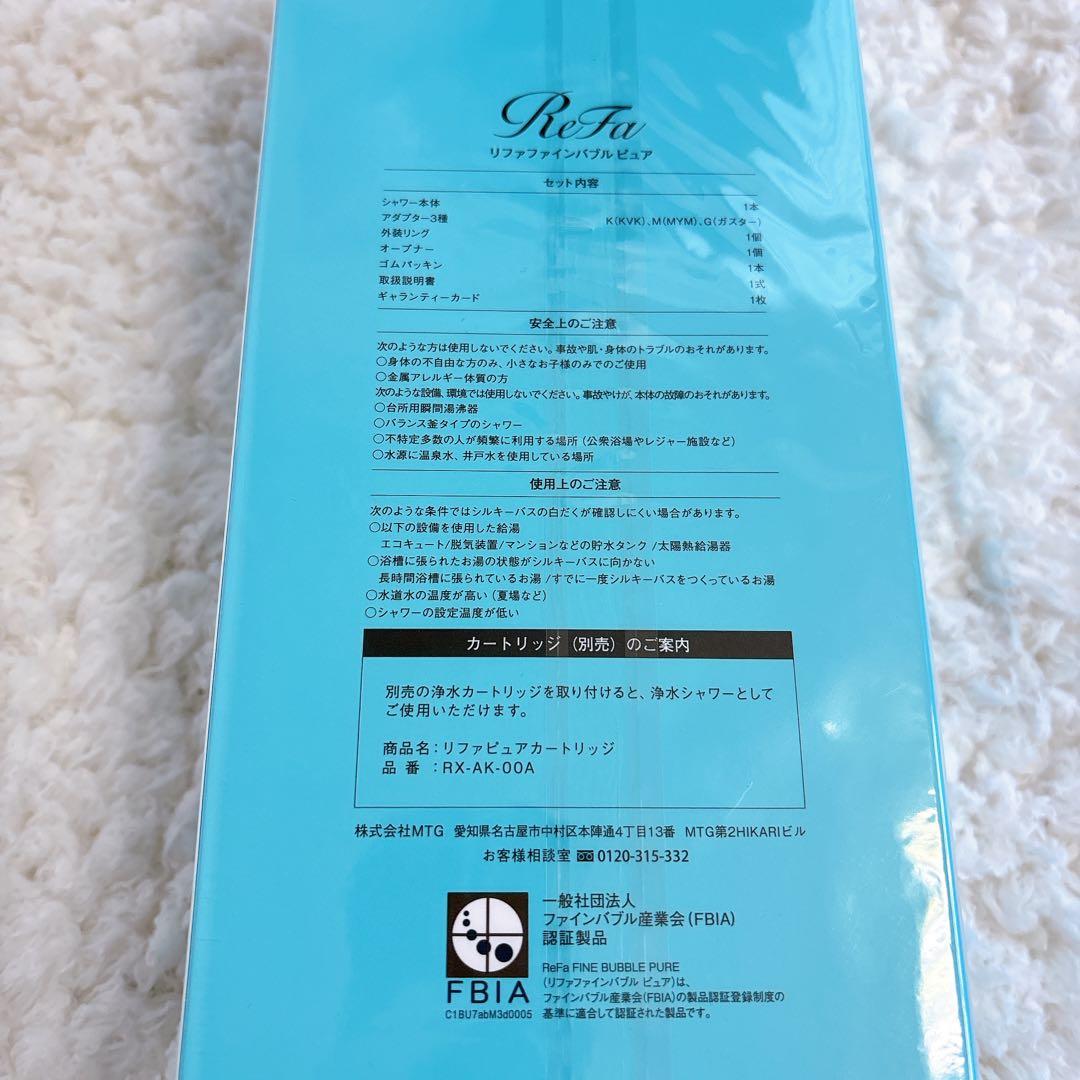 ReFa
リファファインバブル ピュア
セット内容
シャワー本体 1本
アダプター3種 K(KVK)、M(MYM)、G(ガスター)
外装リング 1個
オープナー 1個
ゴムパッキン 1本
取扱説明書 1式
ギャランティーカード 1枚
安全上のご注意
次のような方は使用しないでください。事故や肌・身体のトラブルのおそれがあります。
○身体の不自由な方のみ、小さなお子様のみでのご使用
○金属アレルギー体質の方
次のような設備、環境では使用しないでください。事故やけが、本体の故障のおそれがあります。
○台所用瞬間湯沸器
○バランス釜タイプのシャワー
○不特定多数の人が頻繁に利用する場所(公衆浴場やレジャー施設など)
○水源に温泉水、井戸水を使用している場所
使用上のご注意
次のような条件ではシルキーバスの白だくが確認しにくい場合があります。
○以下の設備を使用した給湯
エコキュート/脱気装置/マンションなどの貯水タンク /太陽熱給湯器
○浴槽に張られたお湯の状態がシルキーバスに向かない
長時間浴槽に張られているお湯 /すでに一度シルキーバスをつくっているお湯
○水道水の温度が高い(夏場など)
○シャワーの設定温度が低い
カートリッジ(別売)のご案内
別売の浄水カートリッジを取り付けると、浄水シャワーとして
ご使用いただけます。
商品名:リファピュアカートリッジ
品 番 :RX-AK-00A
株式会社MTG 愛知県名古屋市中村区本陣通4丁目13番 MTG第2HIKARIビル
お客様相談室 0120-315-332
一般社団法人
ファインバブル産業会(FBIA)
認証製品
ReFa FINE BUBBLE PURE
(リファファインバブル ピュア)は、
ファインバブル産業会(FBIA)の製品認証登録制度の
基準に適合して認証された製品です。
FBIA
C1BU7abM3d0005